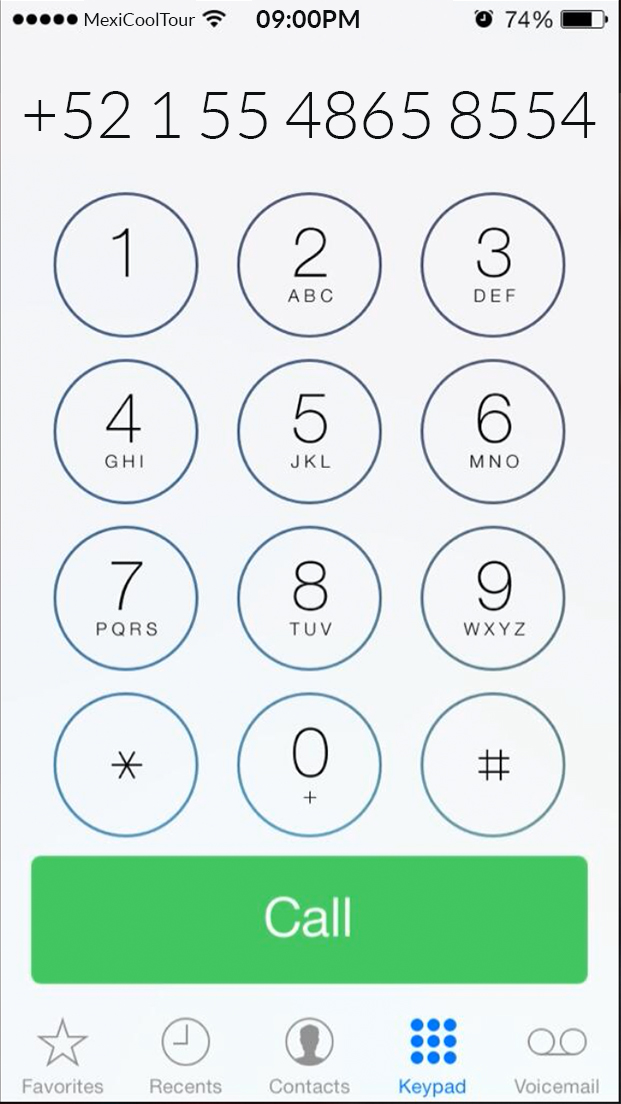 MexiCoolTour 09:00PM 74%
+52 1 55 4865 8554
1 2 3
ABC DEF
4 5 6
GHI JKL MNO
7 8 9
PQRS TUV WXYZ
* 0 #
+
Call
Favorites Recents Contacts Keypad Voicemail